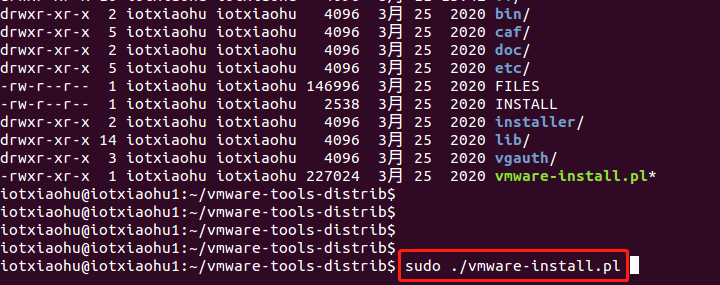 drwxr-xr-x  2 iotxiaohu iotxiaohu   4096  3月 25  2020 bin/
drwxr-xr-x  5 iotxiaohu iotxiaohu   4096  3月 25  2020 caf/
drwxr-xr-x  2 iotxiaohu iotxiaohu   4096  3月 25  2020 doc/
drwxr-xr-x  5 iotxiaohu iotxiaohu   4096  3月 25  2020 etc/
-rw-r--r--  1 iotxiaohu iotxiaohu 146996  3月 25  2020 FILES
-rw-r--r--  1 iotxiaohu iotxiaohu   2538  3月 25  2020 INSTALL
drwxr-xr-x  2 iotxiaohu iotxiaohu   4096  3月 25  2020 installer/
drwxr-xr-x 14 iotxiaohu iotxiaohu   4096  3月 25  2020 lib/
drwxr-xr-x  3 iotxiaohu iotxiaohu   4096  3月 25  2020 vgauth/
-rwxr-xr-x  1 iotxiaohu iotxiaohu 227024  3月 25  2020 vmware-install.pl*
iotxiaohu@iotxiaohu1:~/vmware-tools-distrib$
iotxiaohu@iotxiaohu1:~/vmware-tools-distrib$
iotxiaohu@iotxiaohu1:~/vmware-tools-distrib$
iotxiaohu@iotxiaohu1:~/vmware-tools-distrib$
iotxiaohu@iotxiaohu1:~/vmware-tools-distrib$ sudo ./vmware-install.pl